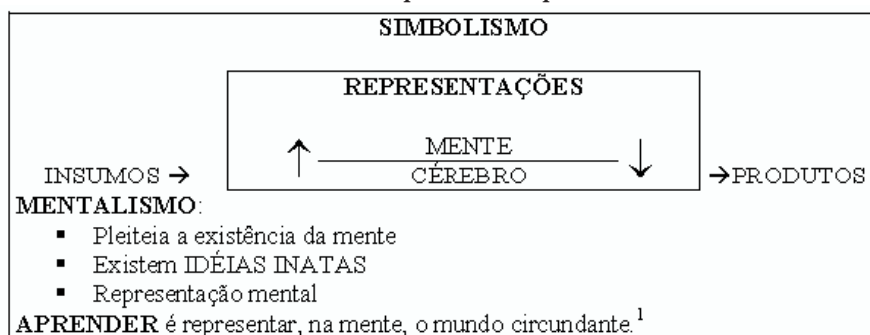 SIMBOLISMO
REPRESENTAÇÕES
↑ MENTE ↓
INSUMOS → CÉREBRO →PRODUTOS
MENTALISMO:
▪ Pleiteia a existência da mente
▪ Existem IDÉIAS INATAS
▪ Representação mental
APRENDER é representar, na mente, o mundo circundante.¹